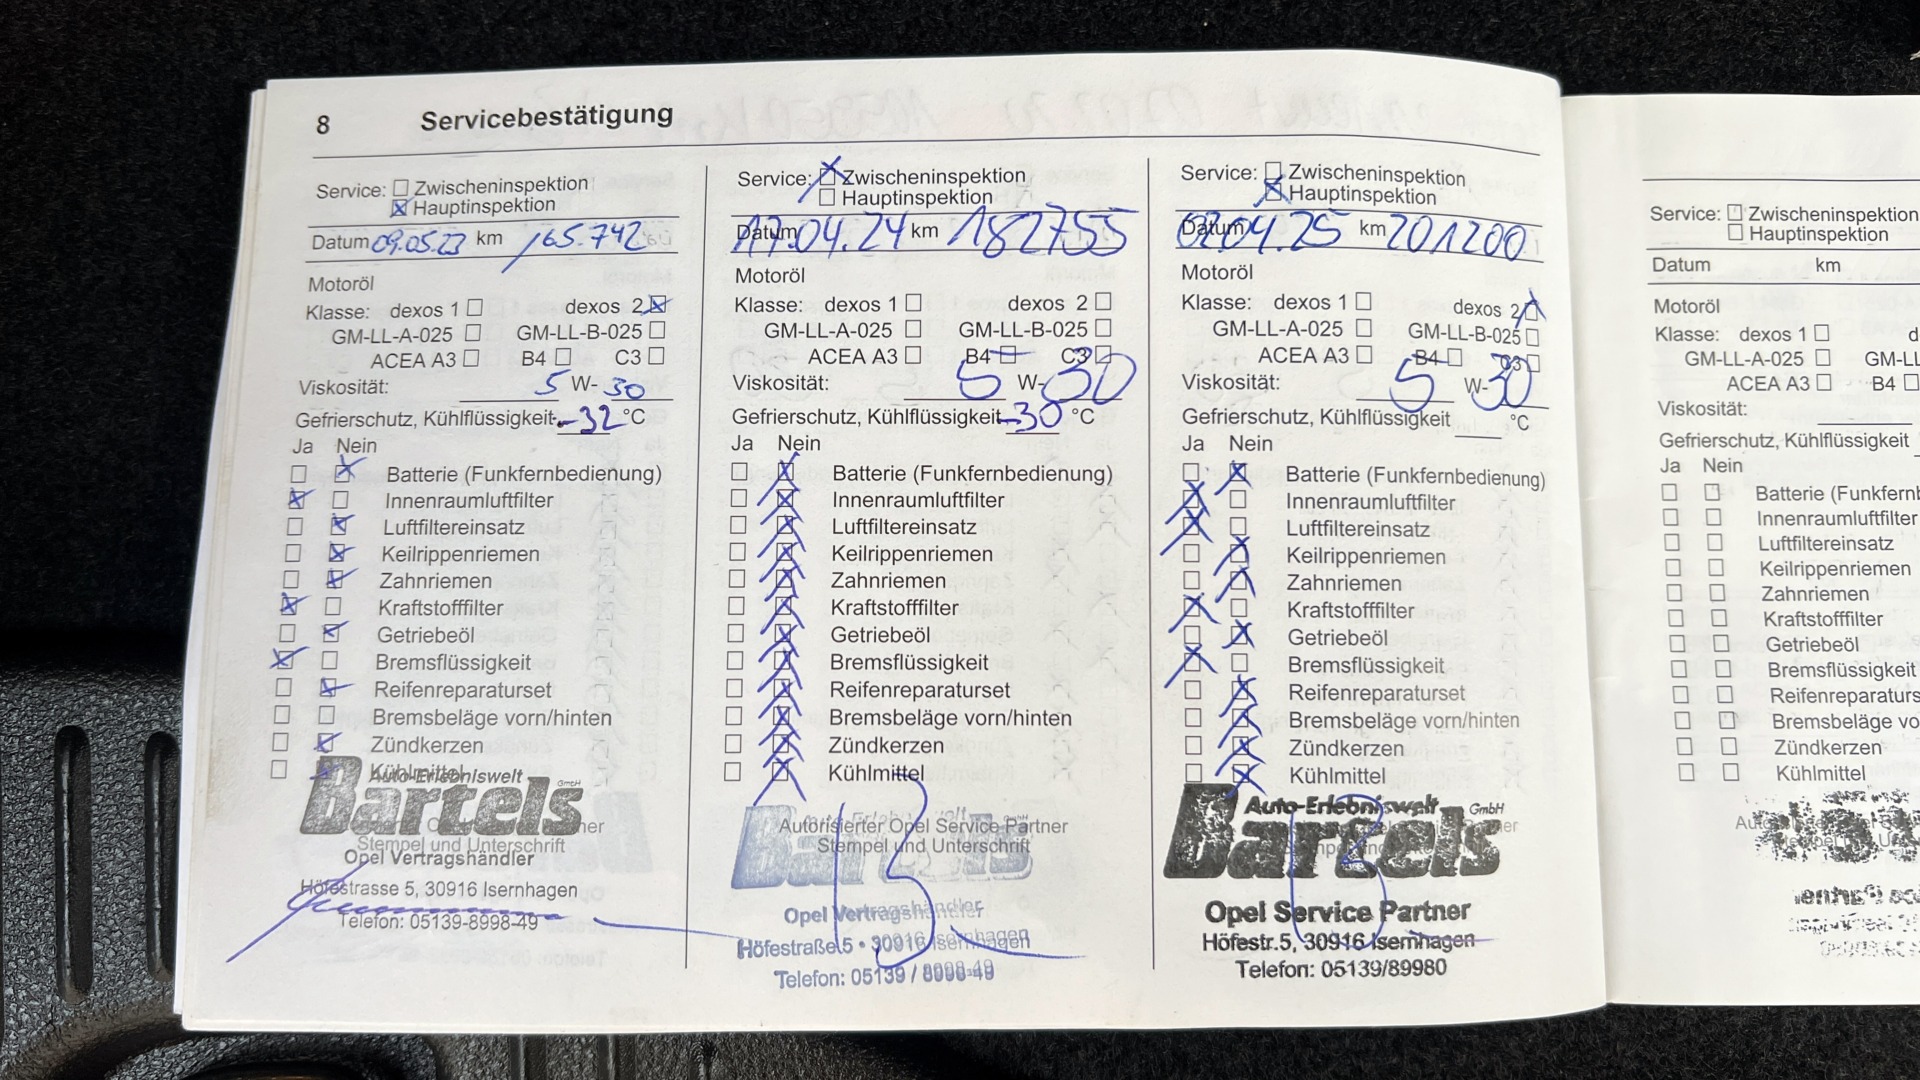 8 Servicebestätigung
Service: Zwischeninspektion
Hauptinspektion
Datum 09.05.23 km 165.742
Motoröl
Klasse: dexos 1 dexos 2
GM-LL-A-025 GM-LL-B-025
ACEA A3 B4 C3
Viskosität: 5 W- 30
Gefrierschutz, Kühlflüssigkeit -32 °C
Ja Nein
Batterie (Funkfernbedienung)
Innenraumluftfilter
Luftfiltereinsatz
Keilrippenriemen
Zahnriemen
Kraftstofffilter
Getriebeöl
Bremsflüssigkeit
Reifenreparaturset
Bremsbeläge vorn/hinten
Zündkerzen
Kühlmittel
Auto-Erlebniswelt
Bartels GmbH
Stempel und Unterschrift
Opel Vertragshändler
Höfestrasse 5, 30916 Isernhagen
Telefon: 05139-8998-49
Service: Zwischeninspektion
Hauptinspektion
Datum 17.04.24 km 182755
Motoröl
Klasse: dexos 1 dexos 2
GM-LL-A-025 GM-LL-B-025
ACEA A3 B4 C3
Viskosität: 5 W- 30
Gefrierschutz, Kühlflüssigkeit -30 °C
Ja Nein
Batterie (Funkfernbedienung)
Innenraumluftfilter
Luftfiltereinsatz
Keilrippenriemen
Zahnriemen
Kraftstofffilter
Getriebeöl
Bremsflüssigkeit
Reifenreparaturset
Bremsbeläge vorn/hinten
Zündkerzen
Kühlmittel
Autorisierter Opel Service Partner
Stempel und Unterschrift
Opel Vertragshändler
Höfestraße 5 • 30916 Isernhagen
Telefon: 05139 / 8998-49
Service: Zwischeninspektion
Hauptinspektion
Datum 02.04.25 km 201200
Motoröl
Klasse: dexos 1 dexos 2
GM-LL-A-025 GM-LL-B-025
ACEA A3 B4 C3
Viskosität: 5 W- 30
Gefrierschutz, Kühlflüssigkeit °C
Ja Nein
Batterie (Funkfernbedienung)
Innenraumluftfilter
Luftfiltereinsatz
Keilrippenriemen
Zahnriemen
Kraftstofffilter
Getriebeöl
Bremsflüssigkeit
Reifenreparaturset
Bremsbeläge vorn/hinten
Zündkerzen
Kühlmittel
Auto-Erlebniswelt GmbH
Bartels
Opel Service Partner
Höfestr.5, 30916 Isernhagen
Telefon: 05139/89980
Service: Zwischeninspektion
Hauptinspektion
Datum km
Motoröl
Klasse: dexos 1 d
GM-LL-A-025 GM-LL
ACEA A3 B4
Viskosität:
Gefrierschutz, Kühlflüssigkeit
Ja Nein
Batterie (Funkfernb
Innenraumluftfilter
Luftfiltereinsatz
Keilrippenriemen
Zahnriemen
Kraftstofffilter
Getriebeöl
Bremsflüssigkeit
Reifenreparaturs
Bremsbeläge vo
Zündkerzen
Kühlmittel